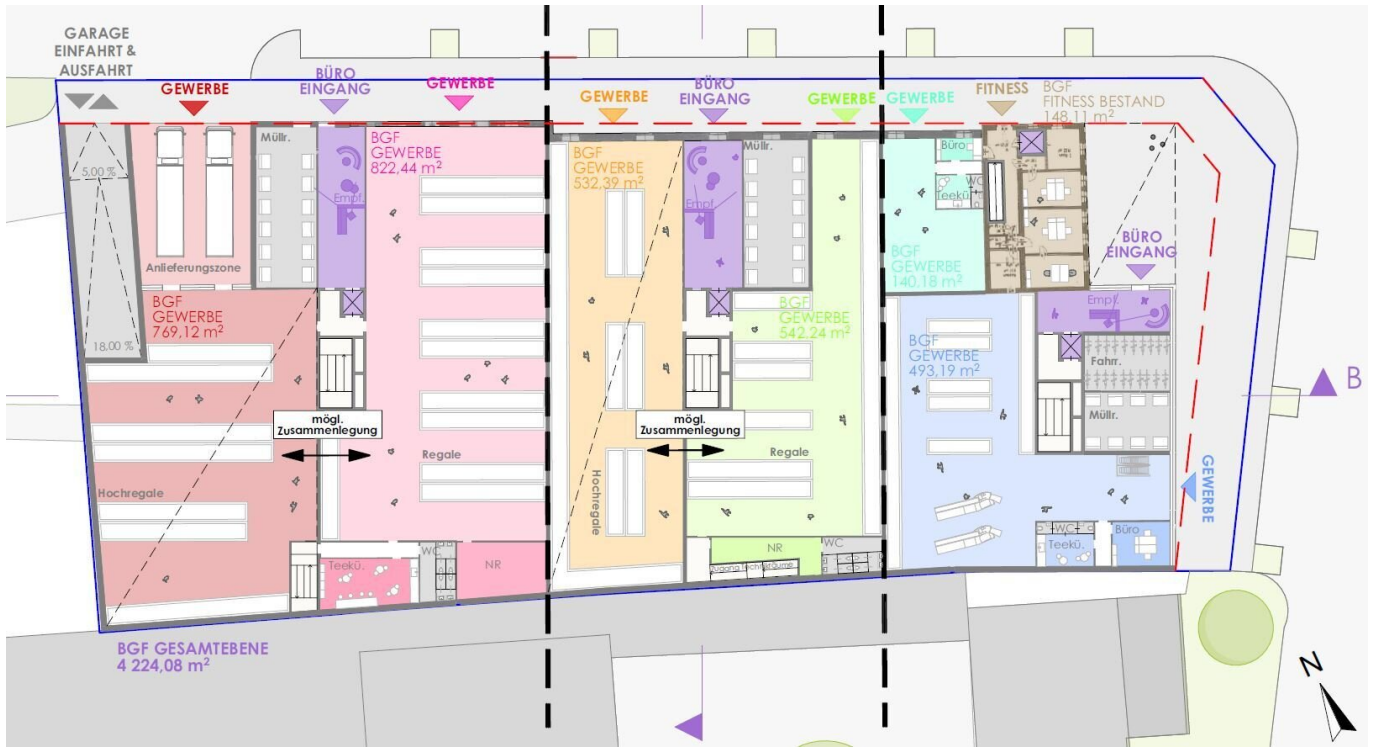 GARAGE
EINFAHRT &
AUSFAHRT
GEWERBE
BÜRO
EINGANG
GEWERBE
GEWERBE
BÜRO
EINGANG
GEWERBE
GEWERBE
FITNESS
BGF
FITNESS BESTAND
148,11 m²
5,00 %
18,00 %
Müllr.
Empf.
Anlieferungszone
BGF
GEWERBE
822,44 m²
BGF
GEWERBE
532,39 m²
Empf.
Müllr.
Büro
Teekü.
WC
BGF
GEWERBE
140,18 m²
BÜRO
EINGANG
BGF
GEWERBE
769,12 m²
BGF
GEWERBE
542,24 m²
BGF
GEWERBE
493,19 m²
Empf.
Fahrr.
Müllr.
B
mögl.
Zusammenlegung
mögl.
Zusammenlegung
Hochregale
Regale
Hochregale
Regale
GEWERBE
Teekü.
WC
NR
NR
WC
WC
Teekü.
Büro
BGF GESAMTEBENE
4 224,08 m²
N